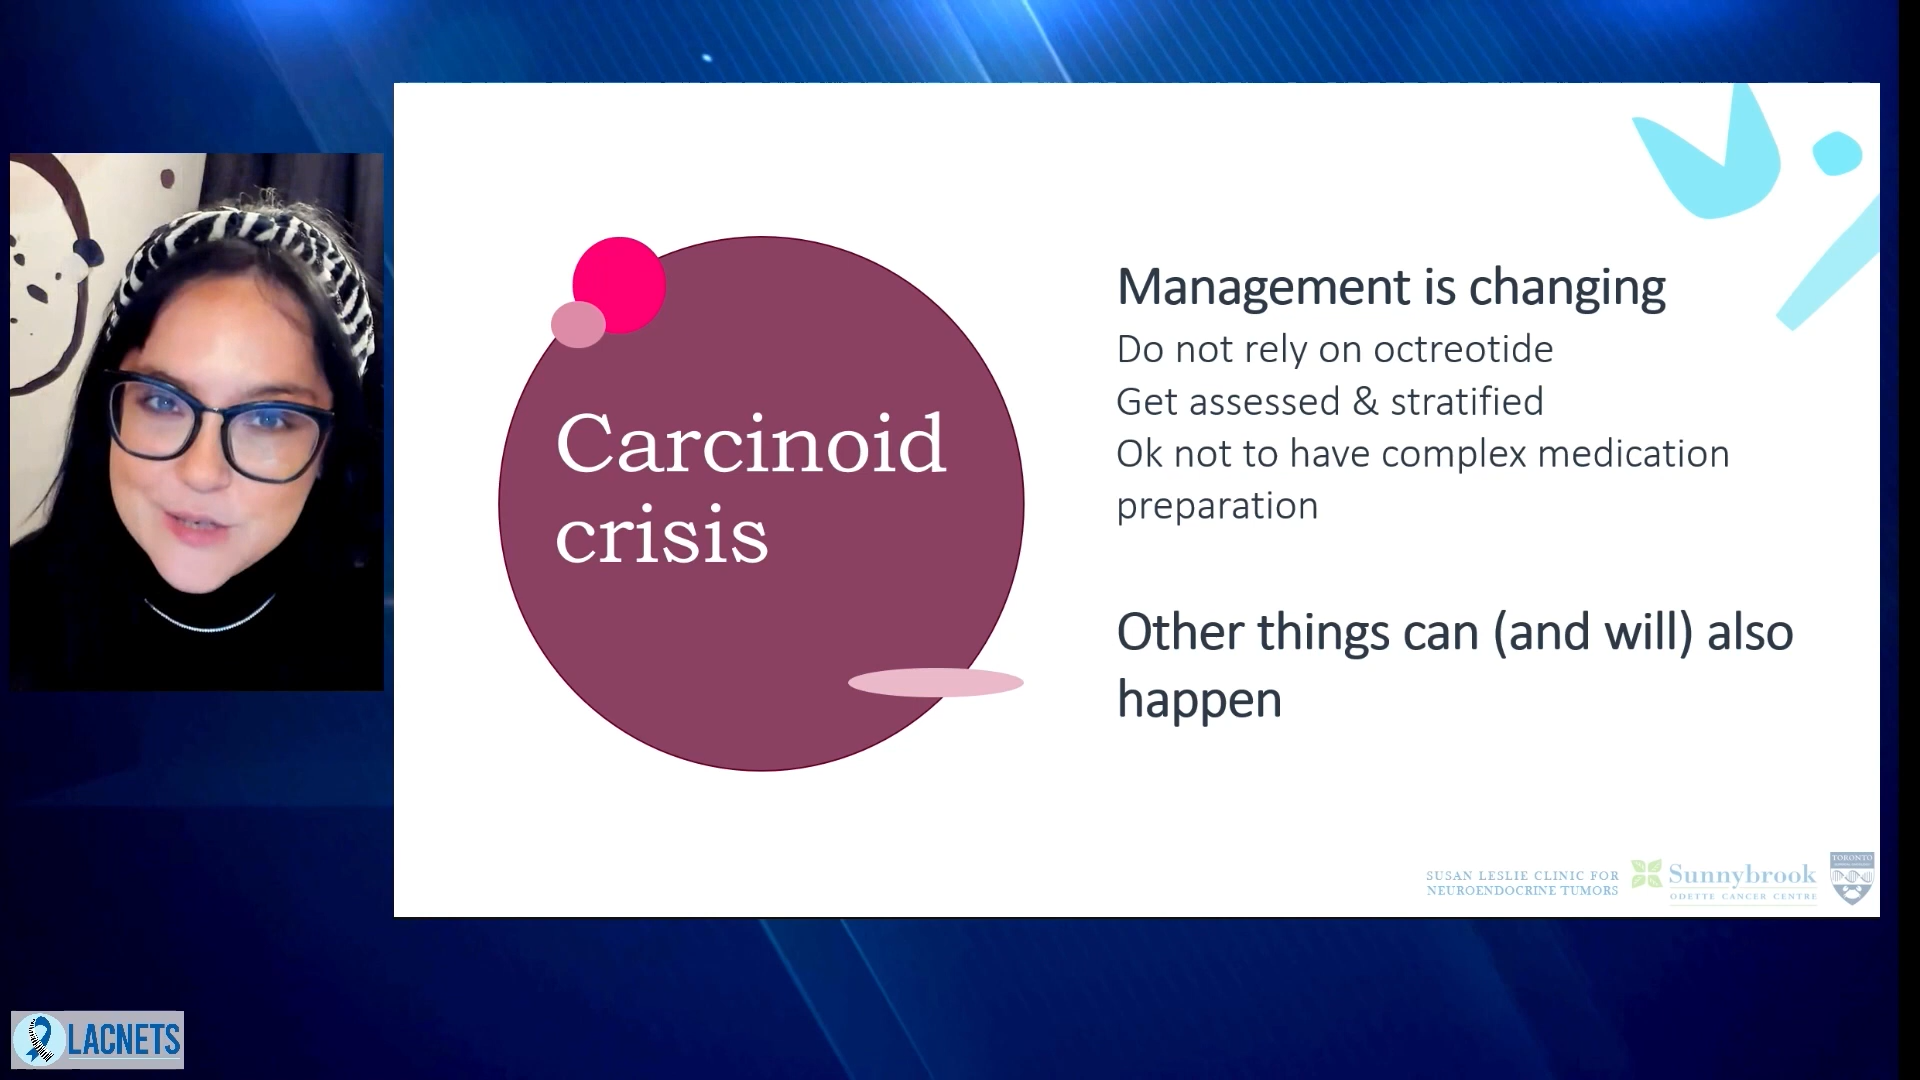 Carcinoid
crisis
Management is changing
Do not rely on octreotide
Get assessed & stratified
Ok not to have complex medication
preparation
Other things can (and will) also
happen
SUSAN LESLIE CLINIC FOR
NEUROENDOCRINE TUMORS
Sunnybrook
ODETTE CANCER CENTRE
TORONTO
LACNETS